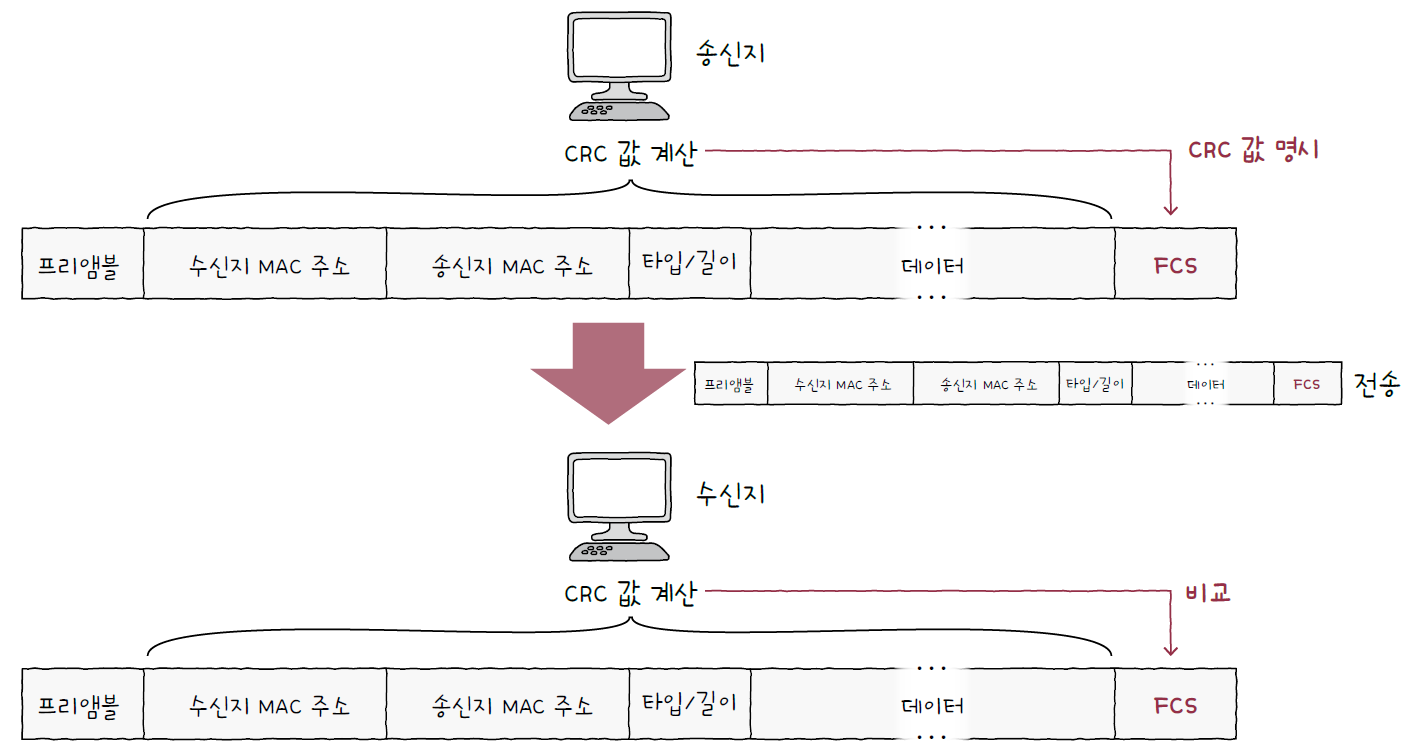 송신지
CRC 값 계산
CRC 값 명시
프리앰블 수신지 MAC 주소 송신지 MAC 주소 타입/길이 데이터 FCS
프리앰블 수신지 MAC 주소 송신지 MAC 주소 타입/길이 데이터 FCS 전송
수신지
CRC 값 계산
비교
프리앰블 수신지 MAC 주소 송신지 MAC 주소 타입/길이 데이터 FCS